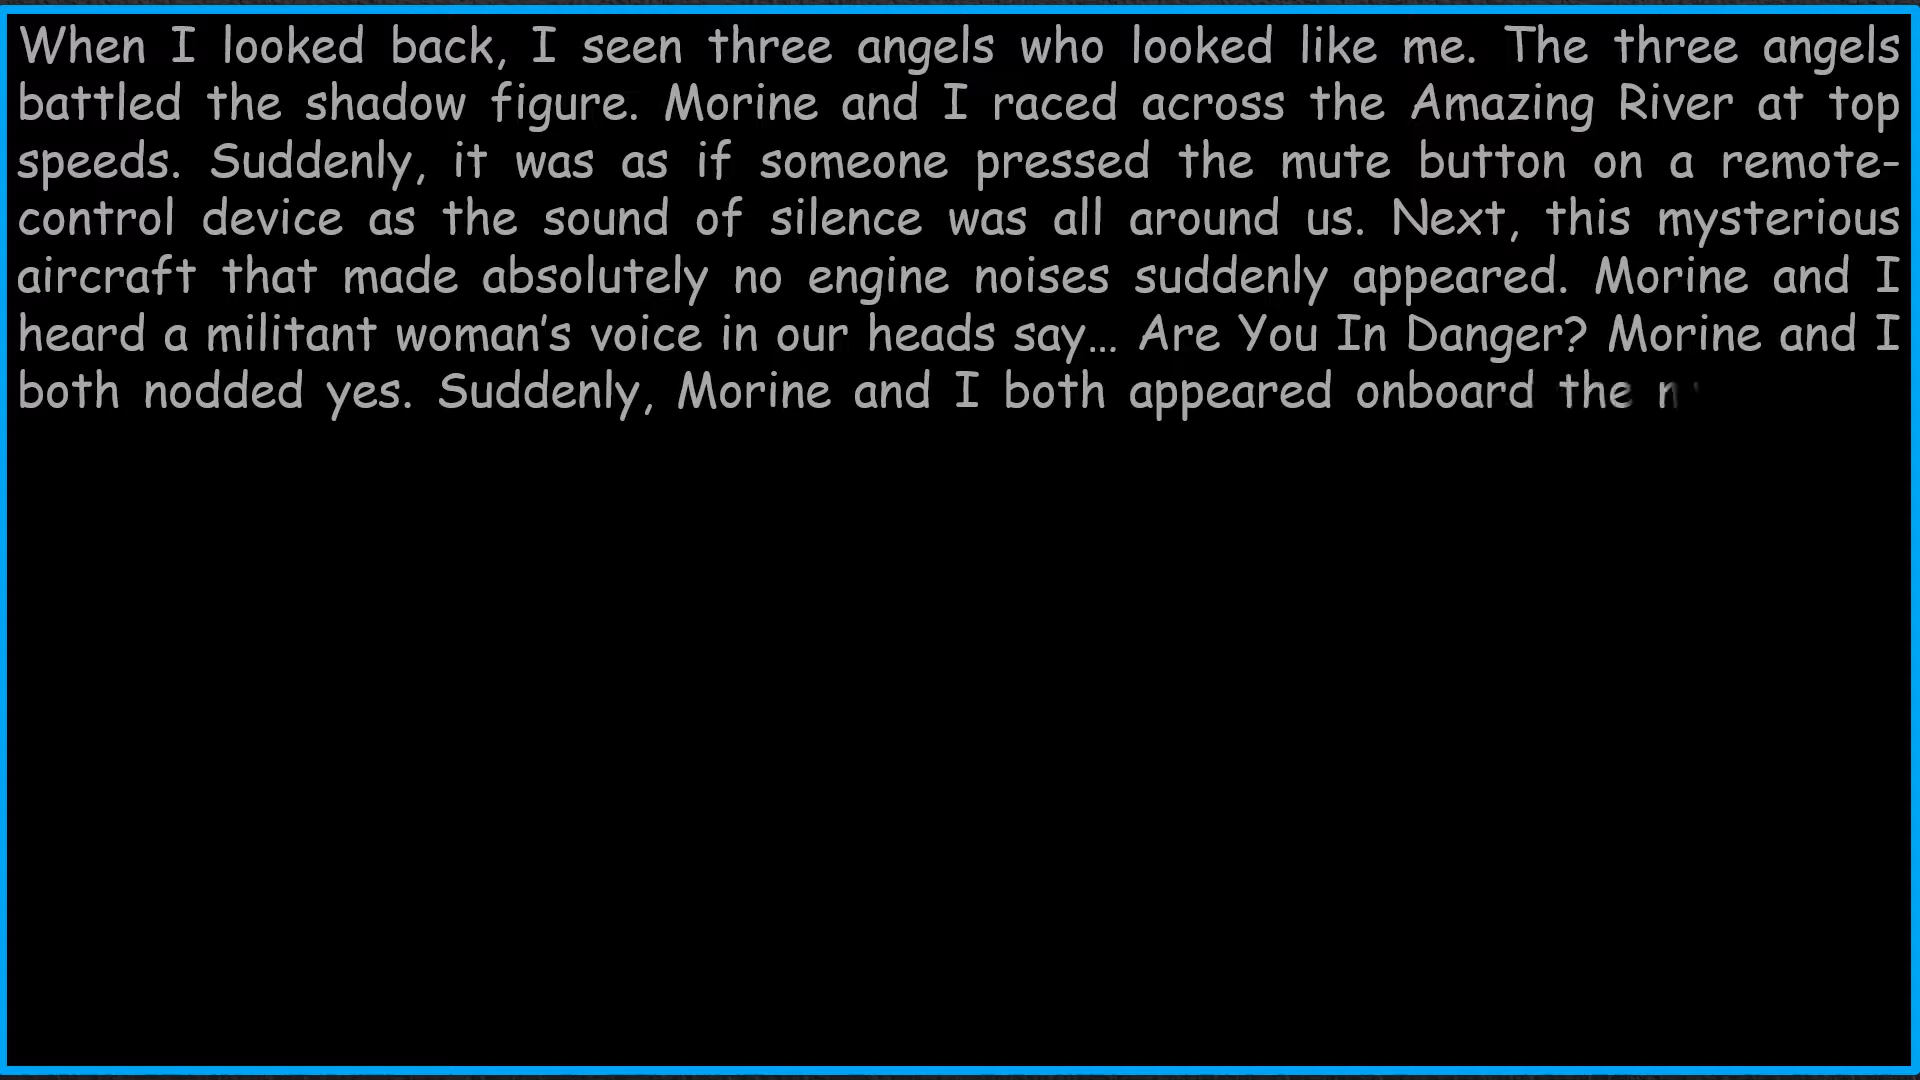 When I looked back, I seen three angels who looked like me. The three angels
battled the shadow figure. Morine and I raced across the Amazing River at top
speeds. Suddenly, it was as if someone pressed the mute button on a remote-
control device as the sound of silence was all around us. Next, this mysterious
aircraft that made absolutely no engine noises suddenly appeared. Morine and I
heard a militant woman’s voice in our heads say… Are You In Danger? Morine and I
both nodded yes. Suddenly, Morine and I both appeared onboard the